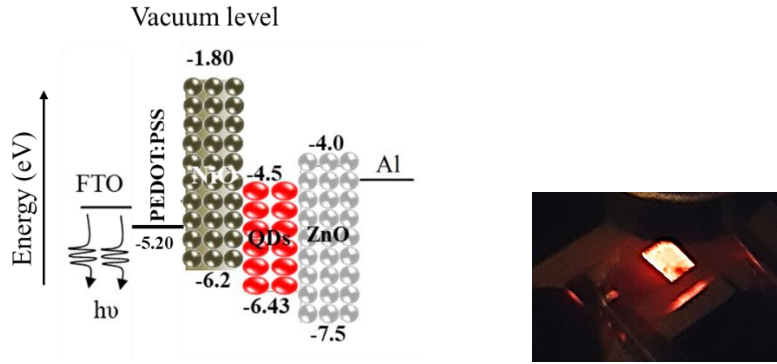 Vacuum level
Energy (eV)
FTO
hυ
PEDOT:PSS
-5.20
-1.80
NiO
-6.2
-4.5
QDs
-6.43
-4.0
ZnO
-7.5
Al